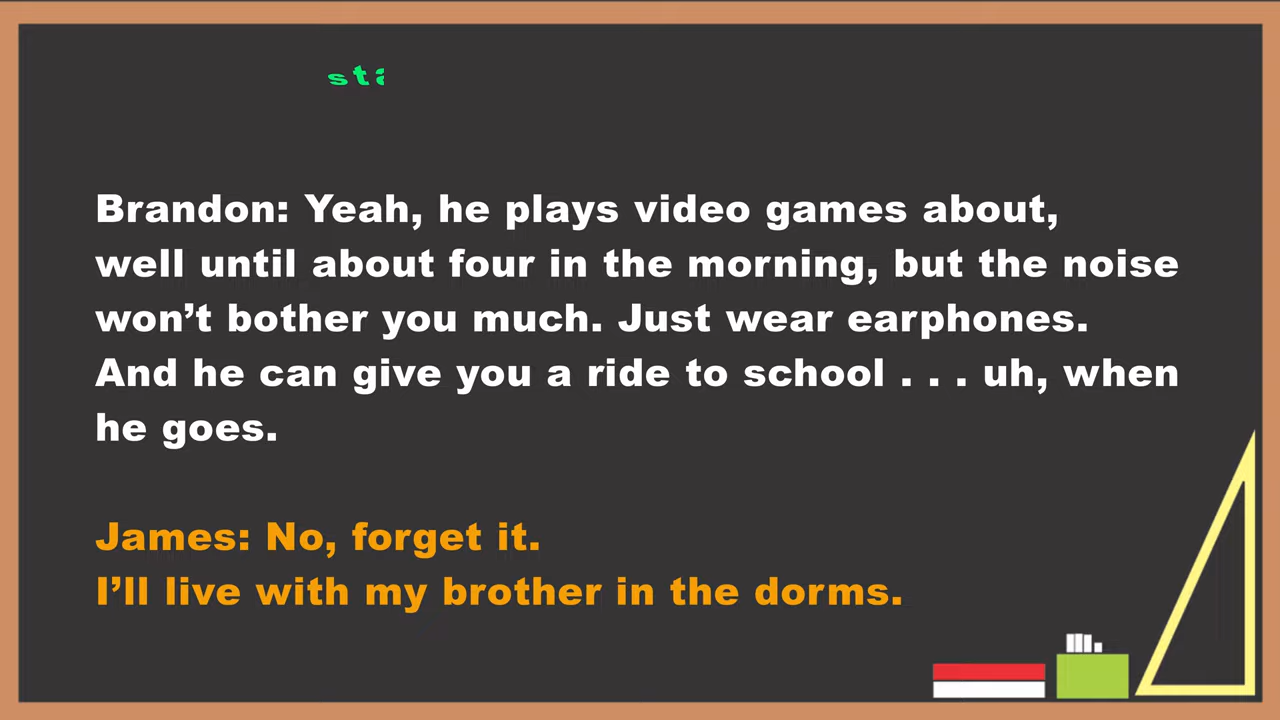 Brandon: Yeah, he plays video games about,
well until about four in the morning, but the noise
won’t bother you much. Just wear earphones.
And he can give you a ride to school . . . uh, when
he goes.
James: No, forget it.
I’ll live with my brother in the dorms.